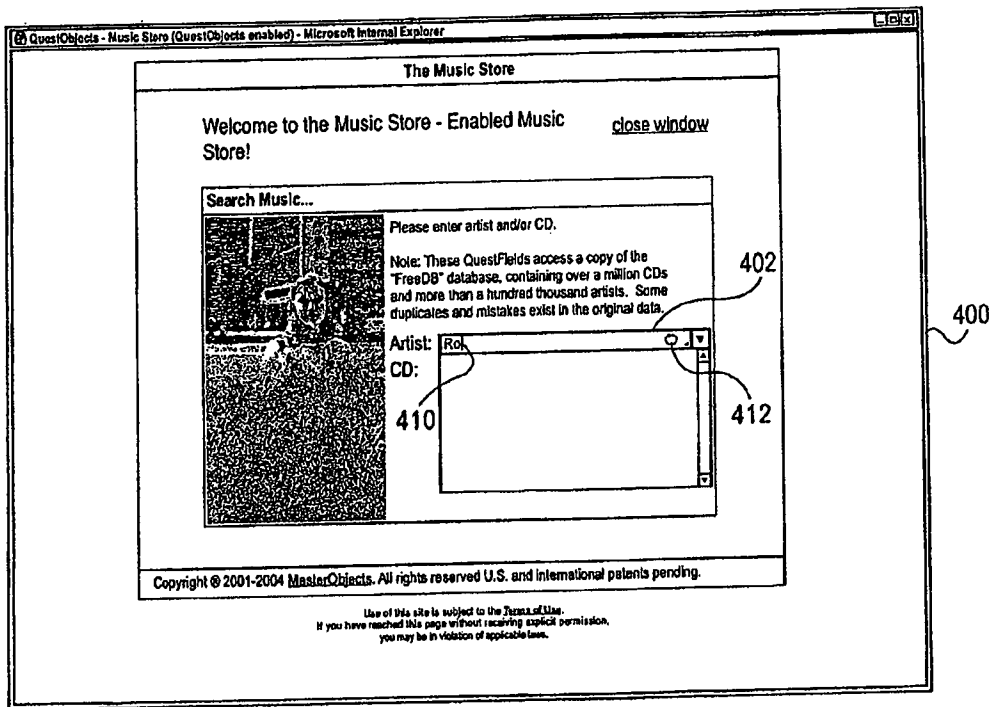 QuestObjects - Music Store (QuestObjects enabled) - Microsoft Internal Explorer
The Music Store
Welcome to the Music Store - Enabled Music
Store!
close window
Search Music...
Please enter artist and/or CD.
Note: These QuestFields access a copy of the
"FreeDB" database, containing over a million CDs
and more than a hundred thousand artists. Some
duplicates and mistakes exist in the original data.
402
400
Artist: Rol
CD:
410
412
Copyright © 2001-2004 MasterObjects. All rights reserved U.S. and international patents pending.
Use of this site is subject to the Terms of Use.
If you have reached this page without receiving explicit permission,
you may be in violation of applicable laws.